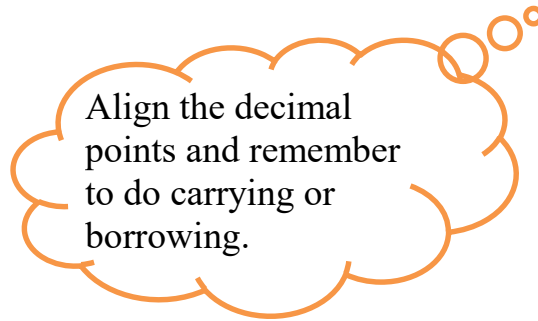 Align the decimal
points and remember
to do carrying or
borrowing.